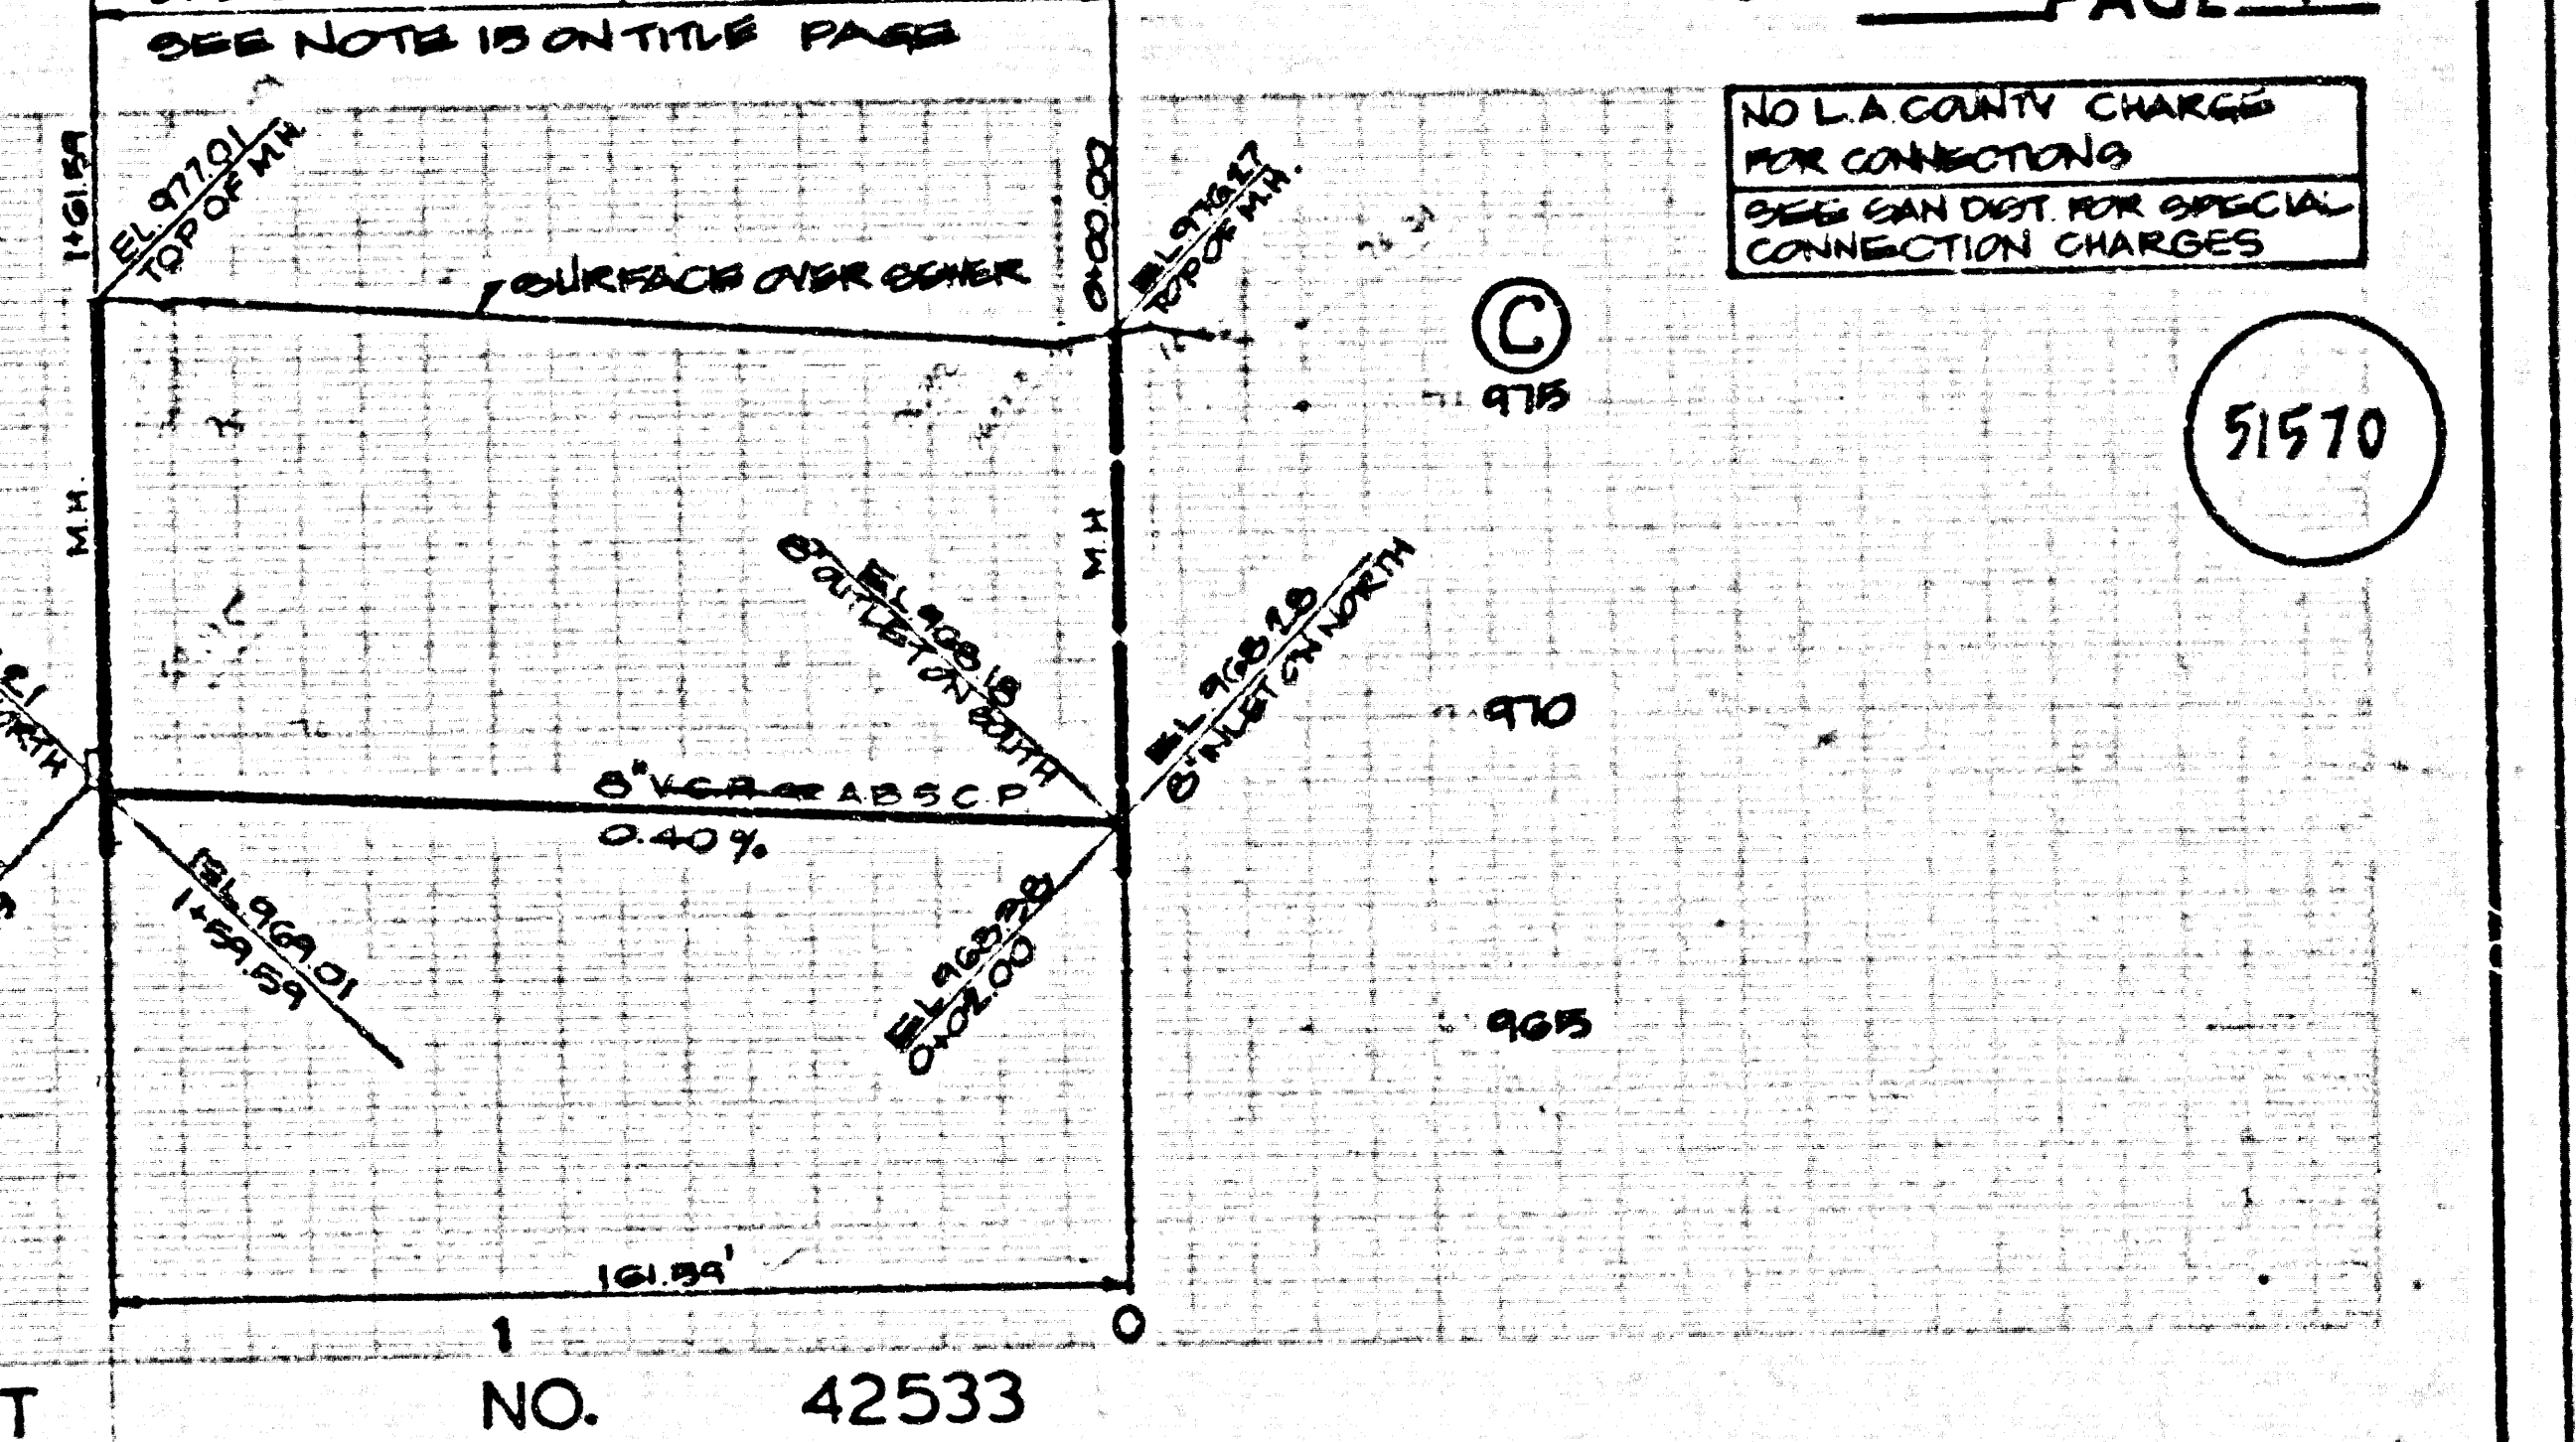 SEE NOTE 15 ON TITLE PAGE
NO L.A. COUNTY CHARGE
FOR CONNECTIONS
SEE SAN DIST. FOR SPECIAL
CONNECTION CHARGES
1+61.59
EL. 977.01
TOP OF M.H.
SURFACE OVER SEWER
0+00.00
EL 976.27
TOP OF M.H.
C
975
51570
M.H.
M.H
EL 968.18
8" OUTLET ON SOUTH
EL. 968.28
8" INLET ON NORTH
970
8" V.C.P. or A.B.S.C.P.
0.40 %
EL. 969.01
1+59.59
EL 968.28
0+02.00
965
161.59'
1
0
T NO. 42533